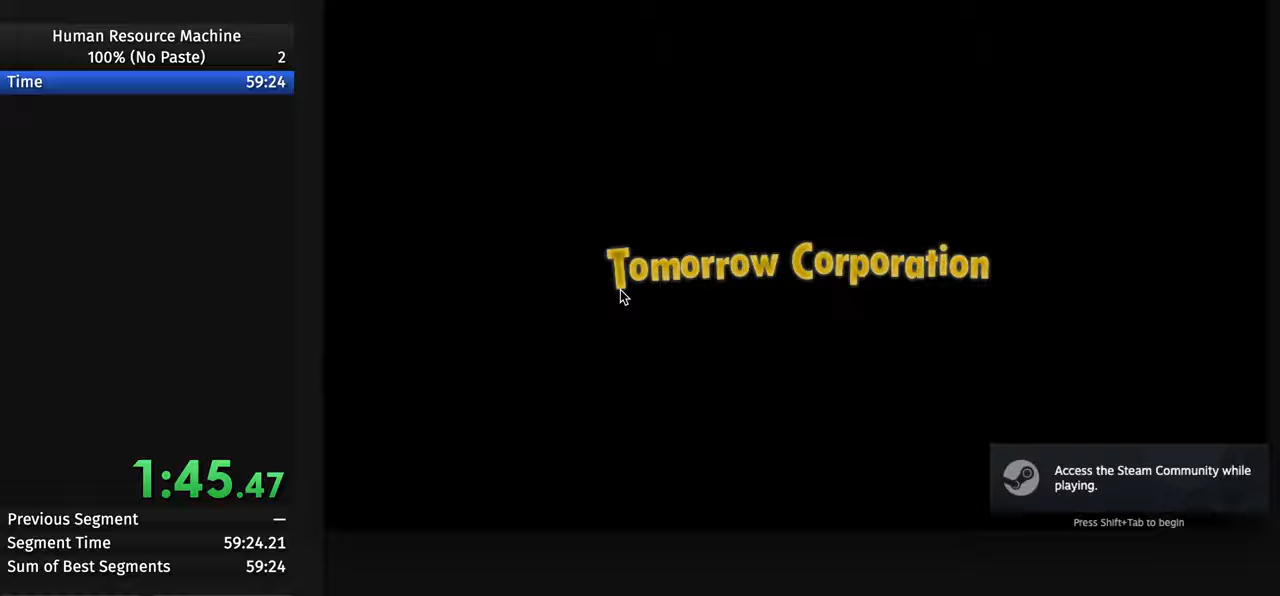 Human Resource Machine
100% (No Paste) 2
Time 59:24
Tomorrow Corporation
1:45.47
Previous Segment —
Segment Time 59:24.21
Sum of Best Segments 59:24
Access the Steam Community while
playing.
Press Shift+Tab to begin